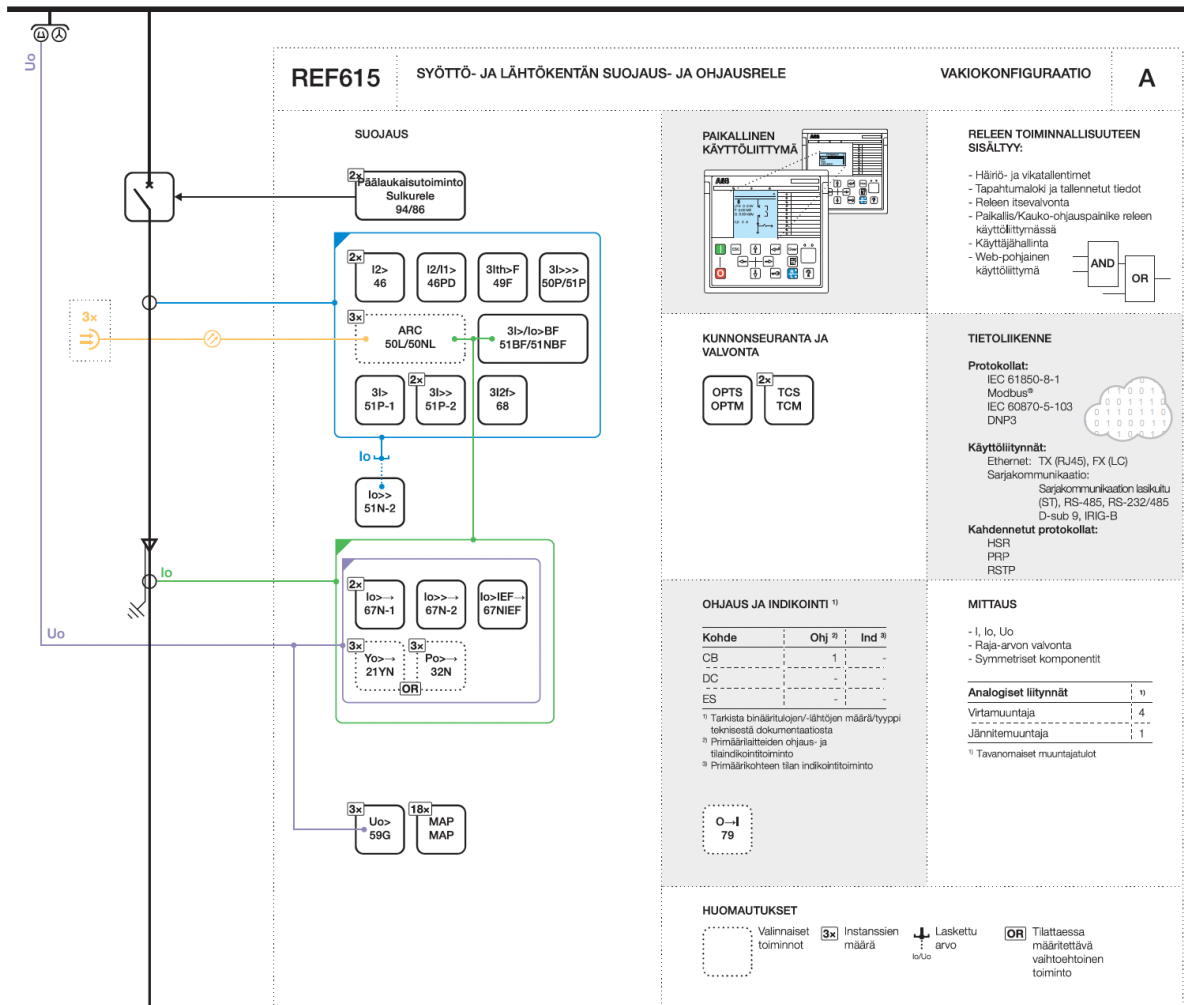 Uo
REF615
SYÖTTÖ- JA LÄHTÖKENTÄN SUOJAUS- JA OHJAUSRELE
VAKIOKONFIGURAATIO
A
SUOJAUS
2×
Päälaukaisutoiminto
Sulkurele
94/86
2×
I2>
46
I2/I1>
46PD
3Ith>F
49F
3I>>>
50P/51P
3×
3×
ARC
50L/50NL
3I>/Io>BF
51BF/51NBF
3I>
51P-1
2×
3I>>
51P-2
3I2f>
68
Io
Io>>
51N-2
Io
2×
Io>→
67N-1
Io>>→
67N-2
Io>IEF→
67NIEF
Uo
3×
Yo>→
21YN
3×
Po>→
32N
OR
3×
Uo>
59G
18×
MAP
MAP
PAIKALLINEN
KÄYTTÖLIITTYMÄ
ABB
ABB
RELEEN TOIMINNALLISUUTEEN
SISÄLTYY:
- Häiriö- ja vikatallentimet
- Tapahtumaloki ja tallennetut tiedot
- Releen itsevalvonta
- Paikallis/Kauko-ohjauspainike releen
käyttöliittymässä
- Käyttäjähallinta
- Web-pohjainen
käyttöliittymä
AND
OR
KUNNONSEURANTA JA
VALVONTA
OPTS
OPTM
2×
TCS
TCM
TIETOLIIKENNE
Protokollat:
IEC 61850-8-1
Modbus®
IEC 60870-5-103
DNP3
Käyttöliitynnät:
Ethernet: TX (RJ45), FX (LC)
Sarjakommunikaatio:
Sarjakommunikaation lasikuitu
(ST), RS-485, RS-232/485
D-sub 9, IRIG-B
Kahdennetut protokollat:
HSR
PRP
RSTP
OHJAUS JA INDIKOINTI 1)
Kohde Ohj 2) Ind 3)
CB 1 -
DC - -
ES - -
1) Tarkista binääritulojen/-lähtöjen määrä/tyyppi
teknisestä dokumentaatiosta
2) Primäärilaitteiden ohjaus- ja
tilaindikointitoiminto
3) Primäärikohteen tilan indikointitoiminto
O→I
79
MITTAUS
- I, Io, Uo
- Raja-arvon valvonta
- Symmetriset komponentit
Analogiset liitynnät 1)
Virtamuuntaja 4
Jännitemuuntaja 1
1) Tavanomaiset muuntajatulot
HUOMAUTUKSET
Valinnaiset
toiminnot
3×
Instanssien
määrä
Io/Uo
Laskettu
arvo
OR
Tilattaessa
määritettävä
vaihtoehtoinen
toiminto